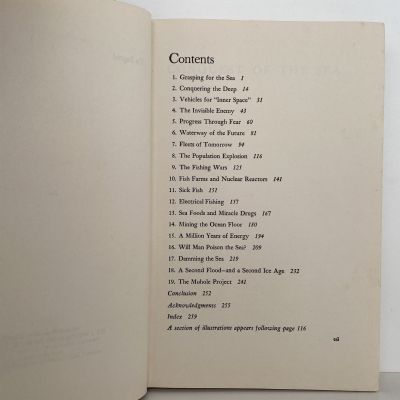 Contents
1. Grasping for the Sea 1
2. Conquering the Deep 14
3. Vehicles for "Inner Space" 31
4. The Invisible Enemy 43
5. Progress Through Fear 60
6. Waterway of the Future 81
7. Fleets of Tomorrow 94
8. The Population Explosion 116
9. The Fishing Wars 125
10. Fish Farms and Nuclear Reactors 141
11. Sick Fish 151
12. Electrical Fishing 157
13. Sea Foods and Miracle Drugs 167
14. Mining the Ocean Floor 180
15. A Million Years of Energy 194
16. Will Man Poison the Sea? 209
17. Damming the Sea 219
18. A Second Flood—and a Second Ice Age 232
19. The Mohole Project 241
Conclusion 252
Acknowledgments 255
Index 259
A section of illustrations appears following page 116
vii